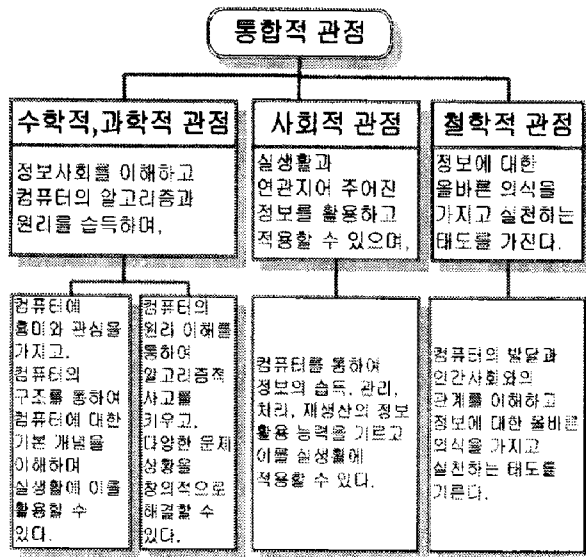 통합적 관점
수학적,과학적 관점
정보사회를 이해하고
컴퓨터의 알고리즘과
원리를 습득하며,
사회적 관점
실생활과
연관지어 주어진
정보를 활용하고
적용할 수 있으며,
철학적 관점
정보에 대한
올바른 의식을
가지고 실천하는
태도를 가진다.
컴퓨터에
흥미와 관심을
가지고,
컴퓨터의
구조를 통하여
컴퓨터에 대한
기본 개념을
이해하며
실생활에 이를
활용할 수
있다.
컴퓨터의
원리 이해를
통하여
알고리즘적
사고를
키우고,
다양한 문제
상황을
창의적으로
해결할 수
있다.
컴퓨터를 통하여
정보의 습득, 관리,
처리, 재생산의 정보
활용 능력을 기르고
이를 실생활에
적용할 수 있다.
컴퓨터의 발달과
인간사회와의
관계를 이해하고
정보에 대한 올바른
의식을 가지고
실천하는 태도를
기른다.